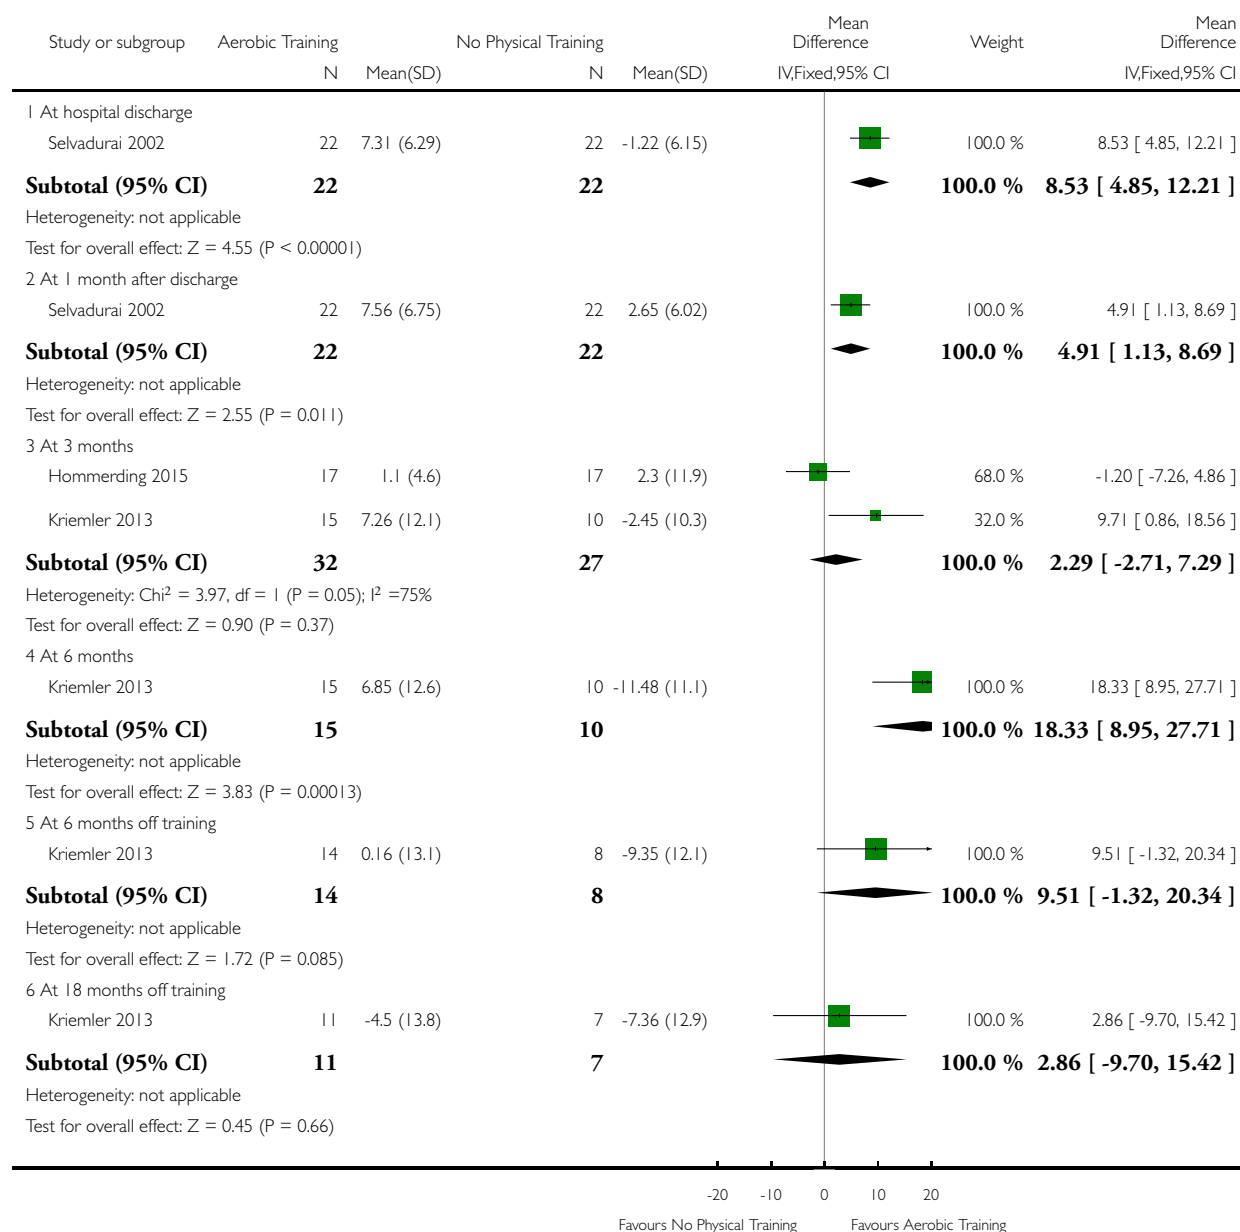 Study or subgroup Aerobic Training No Physical Training Mean Difference Weight Mean Difference
N Mean(SD) N Mean(SD) IV,Fixed,95% CI IV,Fixed,95% CI
1 At hospital discharge
Selvadurai 2002 22 7.31 (6.29) 22 -1.22 (6.15) 100.0 % 8.53 [ 4.85, 12.21 ]
Subtotal (95% CI) 22 22 100.0 % 8.53 [ 4.85, 12.21 ]
Heterogeneity: not applicable
Test for overall effect: Z = 4.55 (P < 0.00001)
2 At 1 month after discharge
Selvadurai 2002 22 7.56 (6.75) 22 2.65 (6.02) 100.0 % 4.91 [ 1.13, 8.69 ]
Subtotal (95% CI) 22 22 100.0 % 4.91 [ 1.13, 8.69 ]
Heterogeneity: not applicable
Test for overall effect: Z = 2.55 (P = 0.011)
3 At 3 months
Hommerding 2015 17 1.1 (4.6) 17 2.3 (11.9) 68.0 % -1.20 [ -7.26, 4.86 ]
Kriemler 2013 15 7.26 (12.1) 10 -2.45 (10.3) 32.0 % 9.71 [ 0.86, 18.56 ]
Subtotal (95% CI) 32 27 100.0 % 2.29 [ -2.71, 7.29 ]
Heterogeneity: Chi² = 3.97, df = 1 (P = 0.05); I² =75%
Test for overall effect: Z = 0.90 (P = 0.37)
4 At 6 months
Kriemler 2013 15 6.85 (12.6) 10 -11.48 (11.1) 100.0 % 18.33 [ 8.95, 27.71 ]
Subtotal (95% CI) 15 10 100.0 % 18.33 [ 8.95, 27.71 ]
Heterogeneity: not applicable
Test for overall effect: Z = 3.83 (P = 0.00013)
5 At 6 months off training
Kriemler 2013 14 0.16 (13.1) 8 -9.35 (12.1) 100.0 % 9.51 [ -1.32, 20.34 ]
Subtotal (95% CI) 14 8 100.0 % 9.51 [ -1.32, 20.34 ]
Heterogeneity: not applicable
Test for overall effect: Z = 1.72 (P = 0.085)
6 At 18 months off training
Kriemler 2013 11 -4.5 (13.8) 7 -7.36 (12.9) 100.0 % 2.86 [ -9.70, 15.42 ]
Subtotal (95% CI) 11 7 100.0 % 2.86 [ -9.70, 15.42 ]
Heterogeneity: not applicable
Test for overall effect: Z = 0.45 (P = 0.66)
-20 -10 0 10 20
Favours No Physical Training Favours Aerobic Training